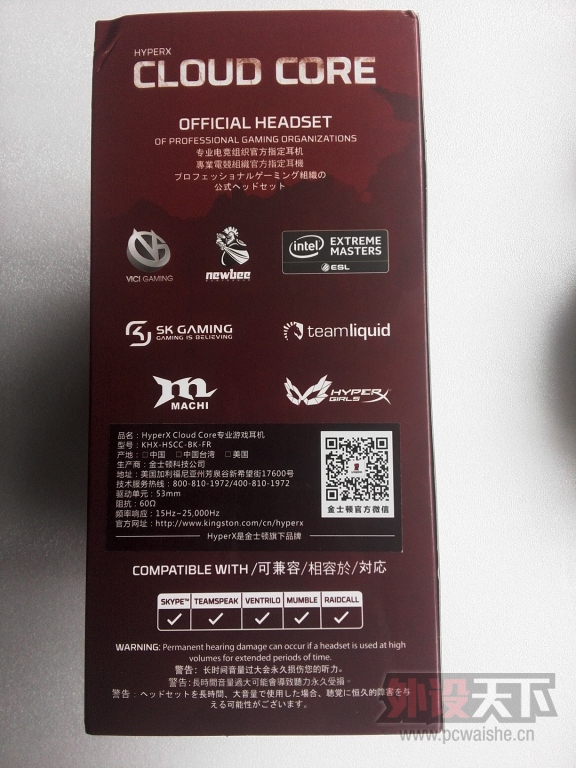 HYPERX
CLOUD CORE
OFFICIAL HEADSET
OF PROFESSIONAL GAMING ORGANIZATIONS
专业电竞组织官方指定耳机
專業電競組織官方指定耳機
プロフェッショナルゲーミング組織の
公式ヘッドセット
VICI GAMING
newbee
intel EXTREME MASTERS
ESL
SK GAMING
GAMING IS BELIEVING
teamliquid
MACHI
HYPERX
GIRLS
品名：HyperX Cloud Core专业游戏耳机
型号：KHX-HSCC-BK-FR
产地：□中国 □中国台湾 □美国
生产商：金士顿科技公司
地址：美国加利福尼亚州芳泉谷新希望街17600号
技术服务热线：800-810-1972/400-810-1972
驱动单元：53mm
阻抗：60Ω
频率响应：15Hz~25,000Hz
官方网址：http://www.kingston.com/cn/hyperx
金士顿官方微信
HyperX是金士顿旗下品牌
COMPATIBLE WITH /可兼容/相容於/対応
SKYPE™ TEAMSPEAK VENTRILO MUMBLE RAIDCALL
WARNING: Permanent hearing damage can occur if a headset is used at high
volumes for extended periods of time.
警告：长时间音量过大会永久损伤您的听力。
警告:長時間音量過大可能會導致聽力永久受損。
警告：ヘッドセットを長時間、大音量で使用した場合、聴覚に恒久的障害を与
える可能性がございます。
外设天下
www.pcwaishe.cn